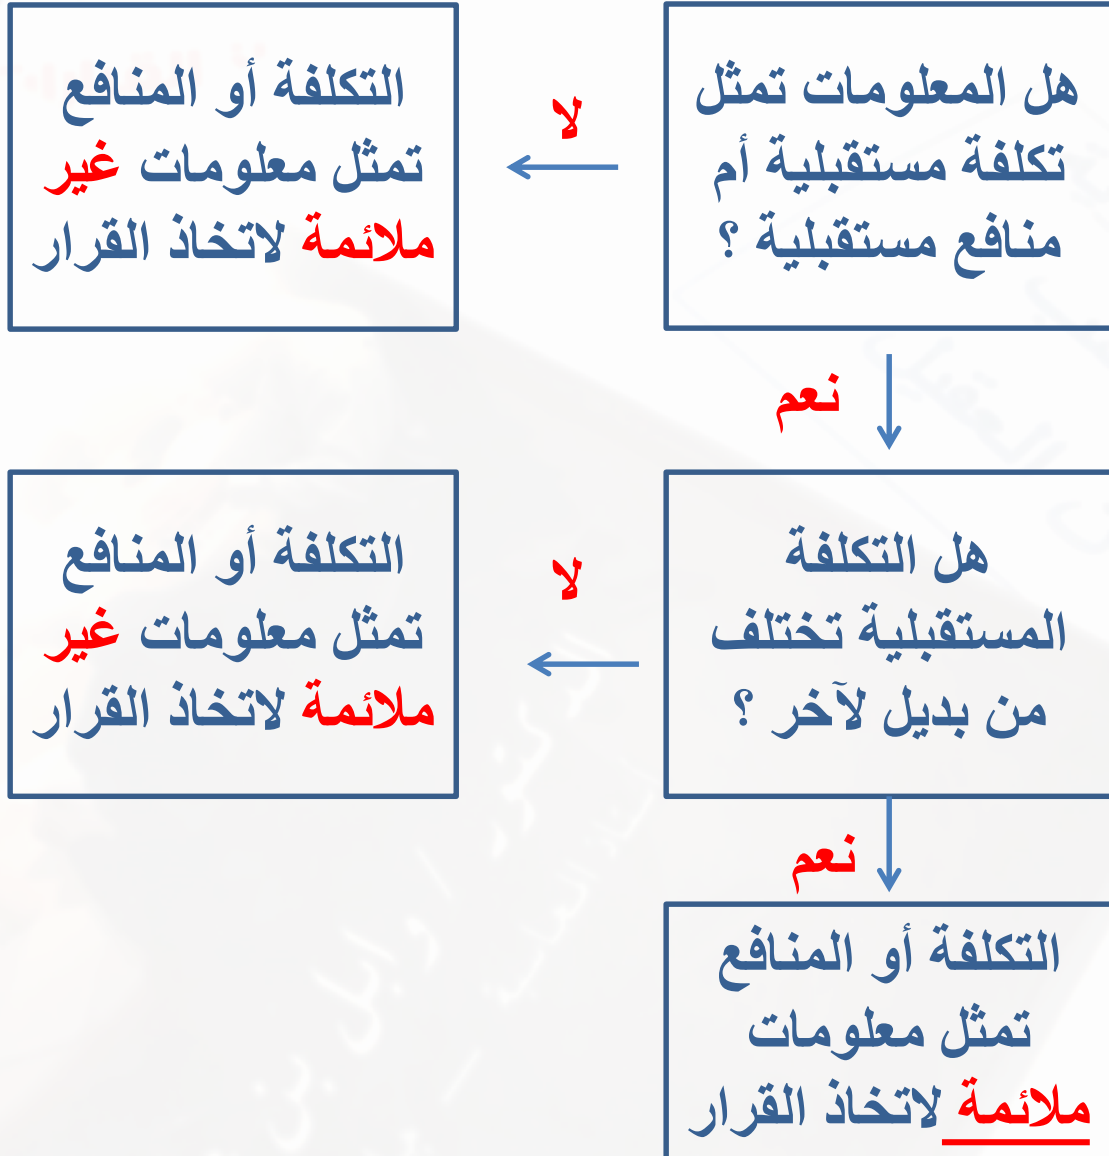 هل المعلومات تمثل
تكلفة مستقبلية أم
منافع مستقبلية ؟
لا
التكلفة أو المنافع
تمثل معلومات غير
ملائمة لاتخاذ القرار
نعم
هل التكلفة
المستقبلية تختلف
من بديل لآخر ؟
لا
التكلفة أو المنافع
تمثل معلومات غير
ملائمة لاتخاذ القرار
نعم
التكلفة أو المنافع
تمثل معلومات
ملائمة لاتخاذ القرار